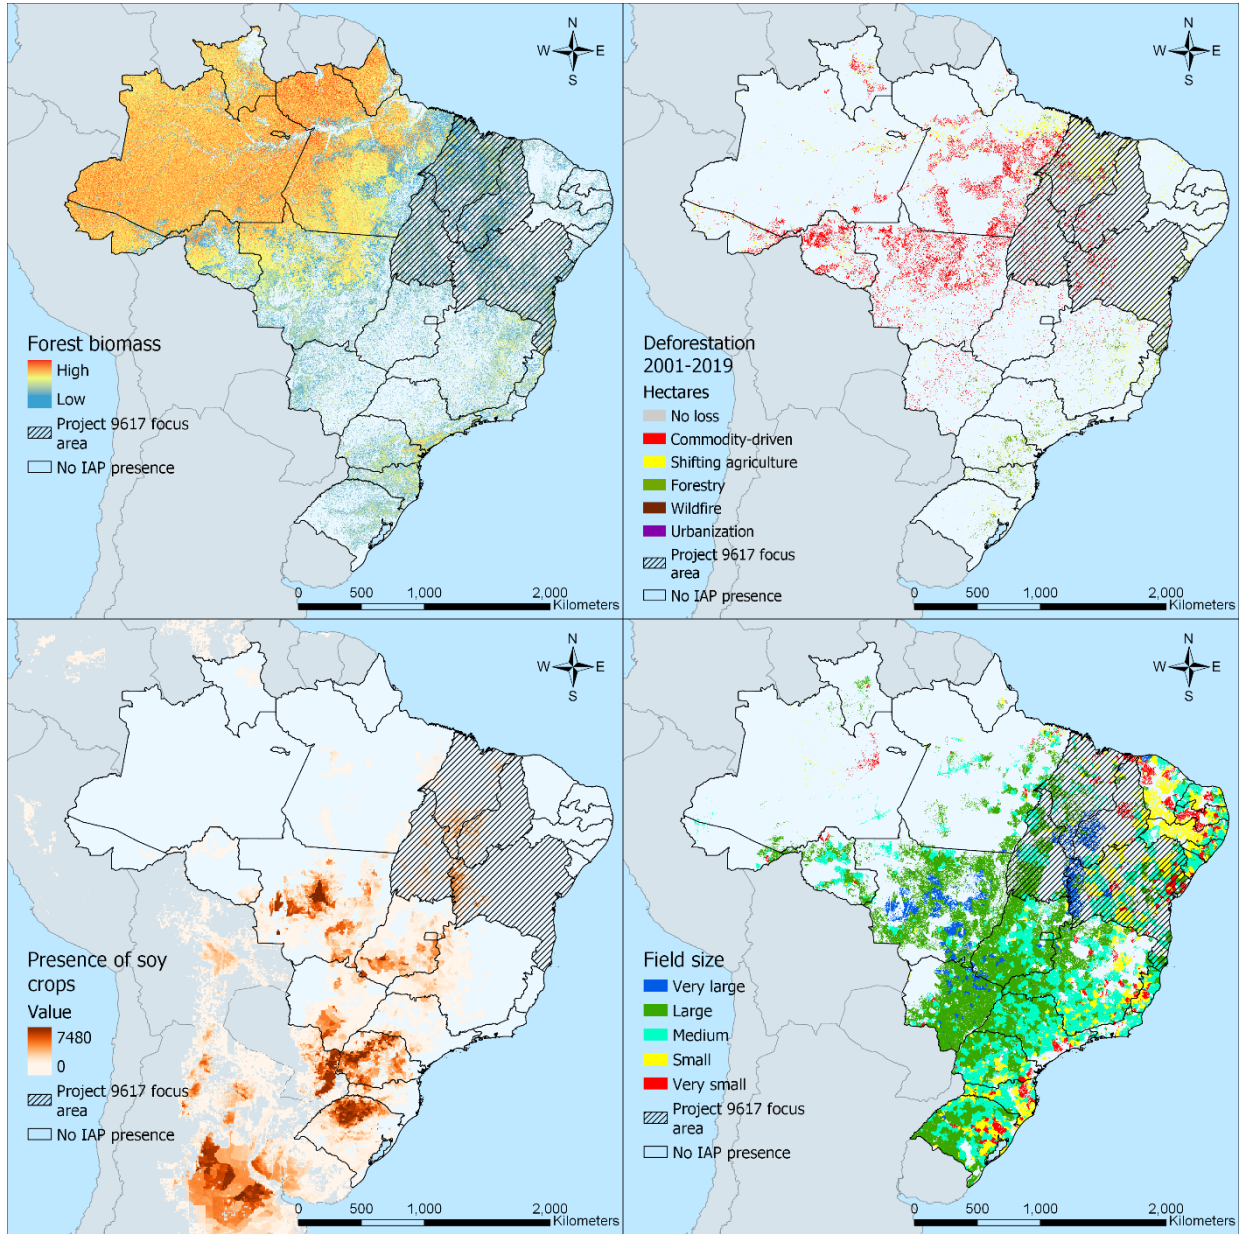 N
W E
S
Forest biomass
High
Low
Project 9617 focus
area
No IAP presence
0 500 1,000 2,000
Kilometers
N
W E
S
Deforestation
2001-2019
Hectares
No loss
Commodity-driven
Shifting agriculture
Forestry
Wildfire
Urbanization
Project 9617 focus
area
No IAP presence
0 500 1,000 2,000
Kilometers
N
W E
S
Presence of soy
crops
Value
7480
0
Project 9617 focus
area
No IAP presence
0 500 1,000 2,000
Kilometers
N
W E
S
Field size
Very large
Large
Medium
Small
Very small
Project 9617 focus
area
No IAP presence
0 500 1,000 2,000
Kilometers